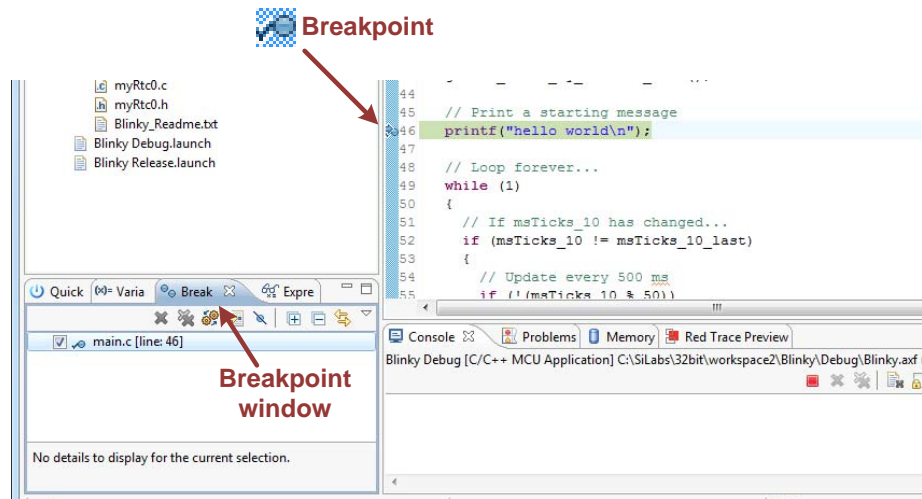 Breakpoint
myRtc0.c
myRtc0.h
Blinky_Readme.txt
Blinky Debug.launch
Blinky Release.launch
44
45 // Print a starting message
46 printf("hello world\n");
47
48 // Loop forever...
49 while (1)
50 {
51 // If msTicks_10 has changed...
52 if (msTicks_10 != msTicks_10_last)
53 {
54 // Update every 500 ms
55 if (!(msTicks_10 % 50))
Quick (x)= Varia Break Expre
main.c [line: 46]
Breakpoint
window
No details to display for the current selection.
Console Problems Memory Red Trace Preview
Blinky Debug [C/C++ MCU Application] C:\SiLabs\32bit\workspace2\Blinky\Debug\Blinky.axf